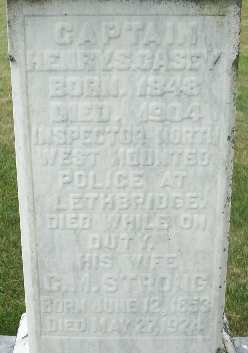 CAPTAIN
HENRY S. CASEY
BORN. 1848
DIED. 1904
INSPECTOR NORTH
WEST MOUNTED
POLICE AT
LETHBRIDGE.
DIED WHILE ON
DUTY.
HIS WIFE
C. M. STRONG
BORN JUNE 12, 1853
DIED MAY 27, 1924